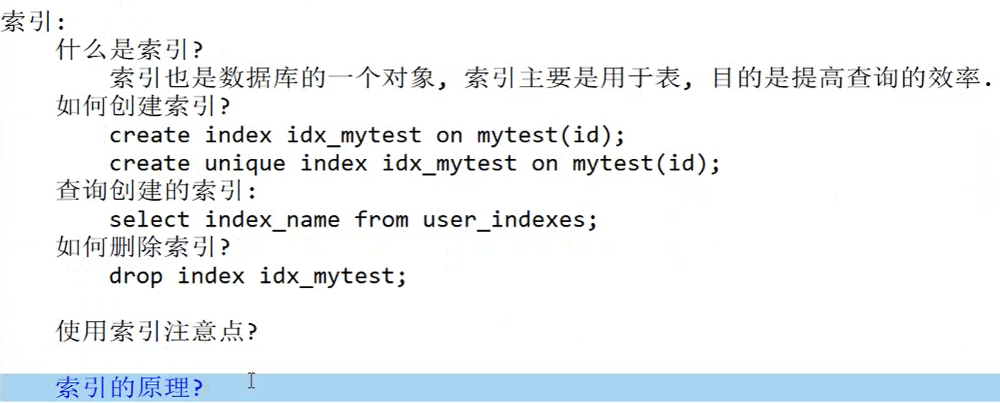 索引:
什么是索引?
索引也是数据库的一个对象, 索引主要是用于表, 目的是提高查询的效率.
如何创建索引?
create index idx_mytest on mytest(id);
create unique index idx_mytest on mytest(id);
查询创建的索引:
select index_name from user_indexes;
如何删除索引?
drop index idx_mytest;
使用索引注意点?
索引的原理?